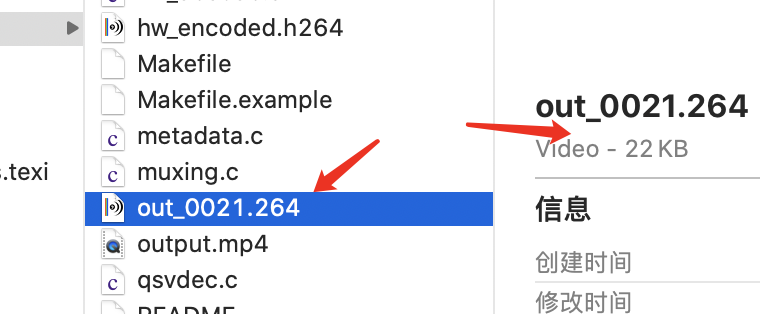 hw_encoded.h264
Makefile
Makefile.example
metadata.c
s.texi
muxing.c
out_0021.264
output.mp4
qsvdec.c
README
out_0021.264
Video - 22 KB
信息
创建时间
修改时间